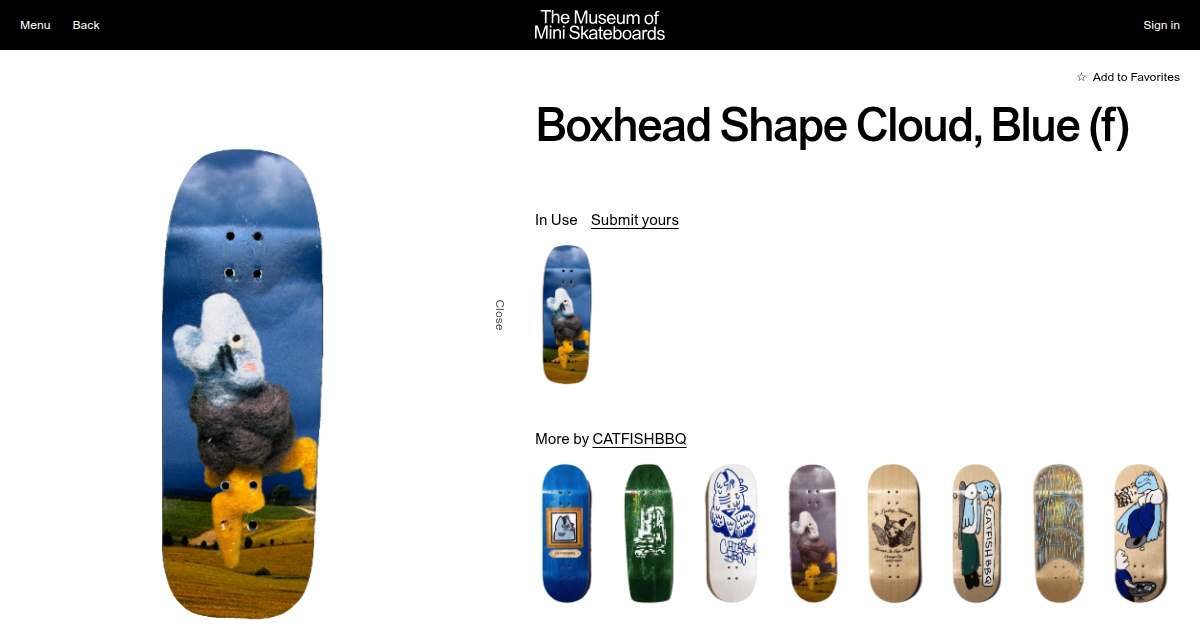 Menu
Back
The Museum of
Mini Skateboards
Sign in
☆ Add to Favorites
Boxhead Shape Cloud, Blue (f)
In Use
Submit yours
Close
More by CATFISHBBQ
CATFISH BBQ